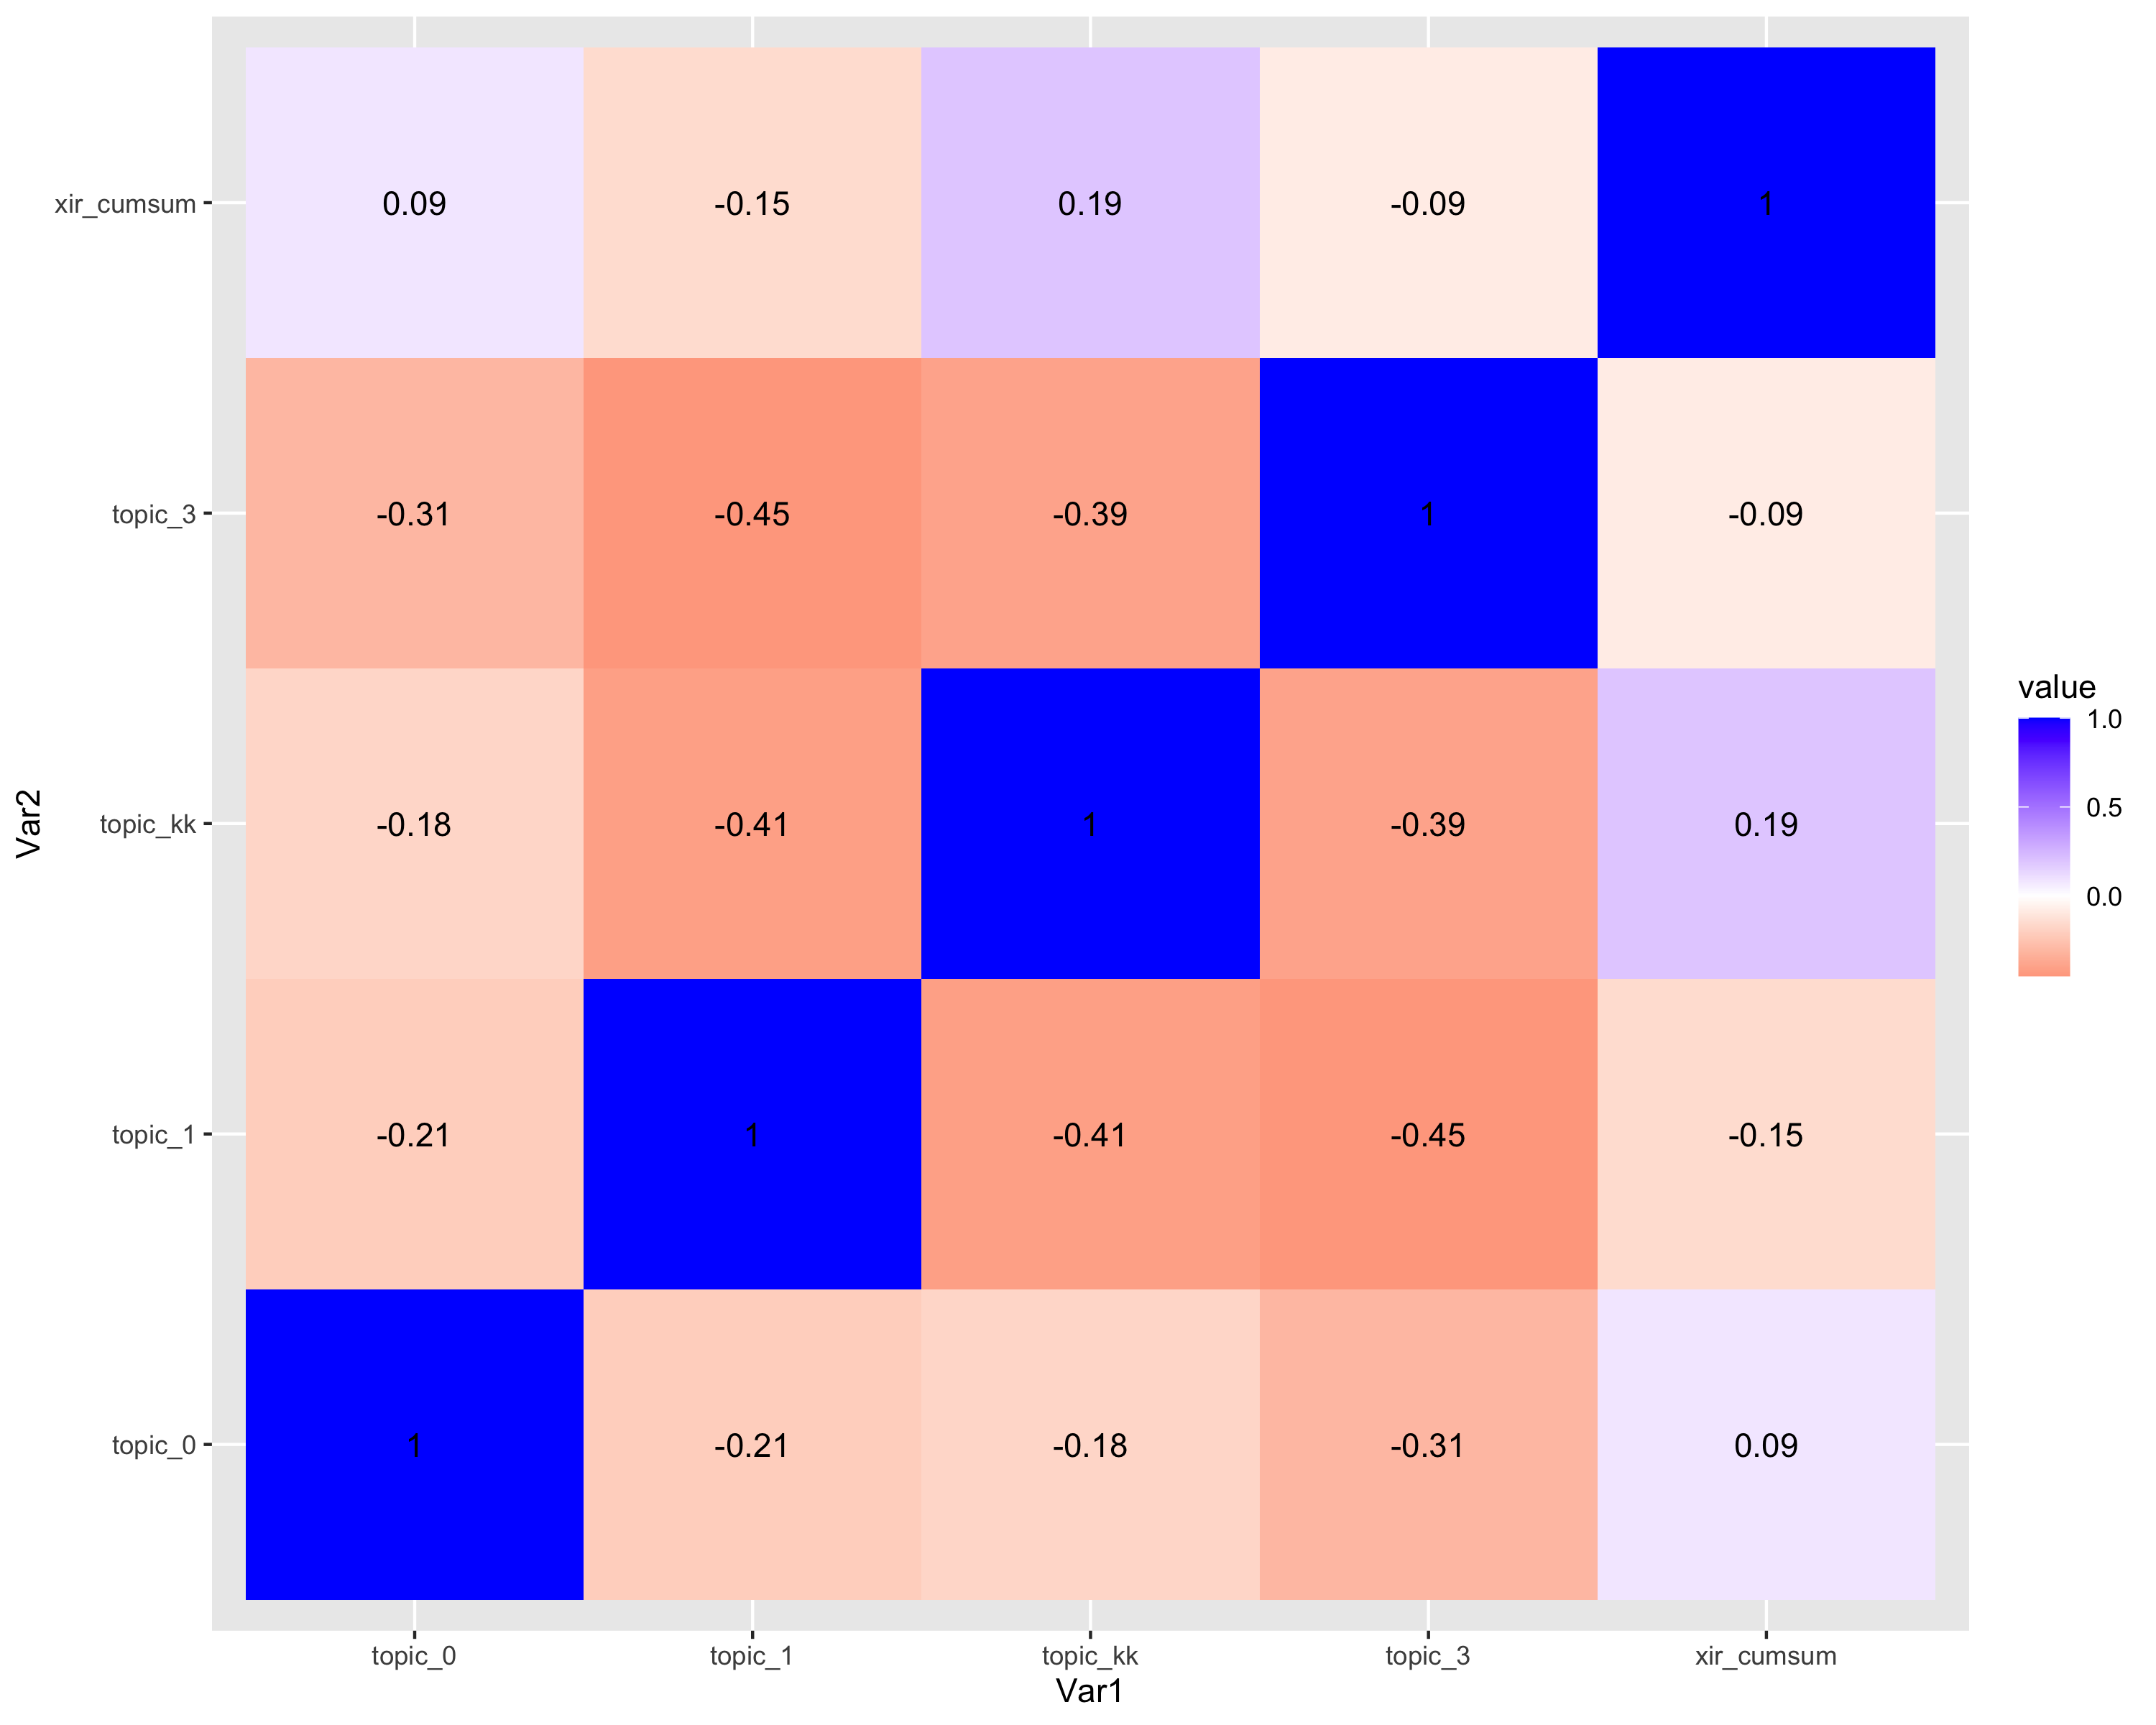 xir_cumsum 0.09 -0.15 0.19 -0.09 1
topic_3 -0.31 -0.45 -0.39 1 -0.09
topic_kk -0.18 -0.41 1 -0.39 0.19
topic_1 -0.21 1 -0.41 -0.45 -0.15
topic_0 1 -0.21 -0.18 -0.31 0.09
topic_0 topic_1 topic_kk topic_3 xir_cumsum
Var1
Var2
value
1.0
0.5
0.0